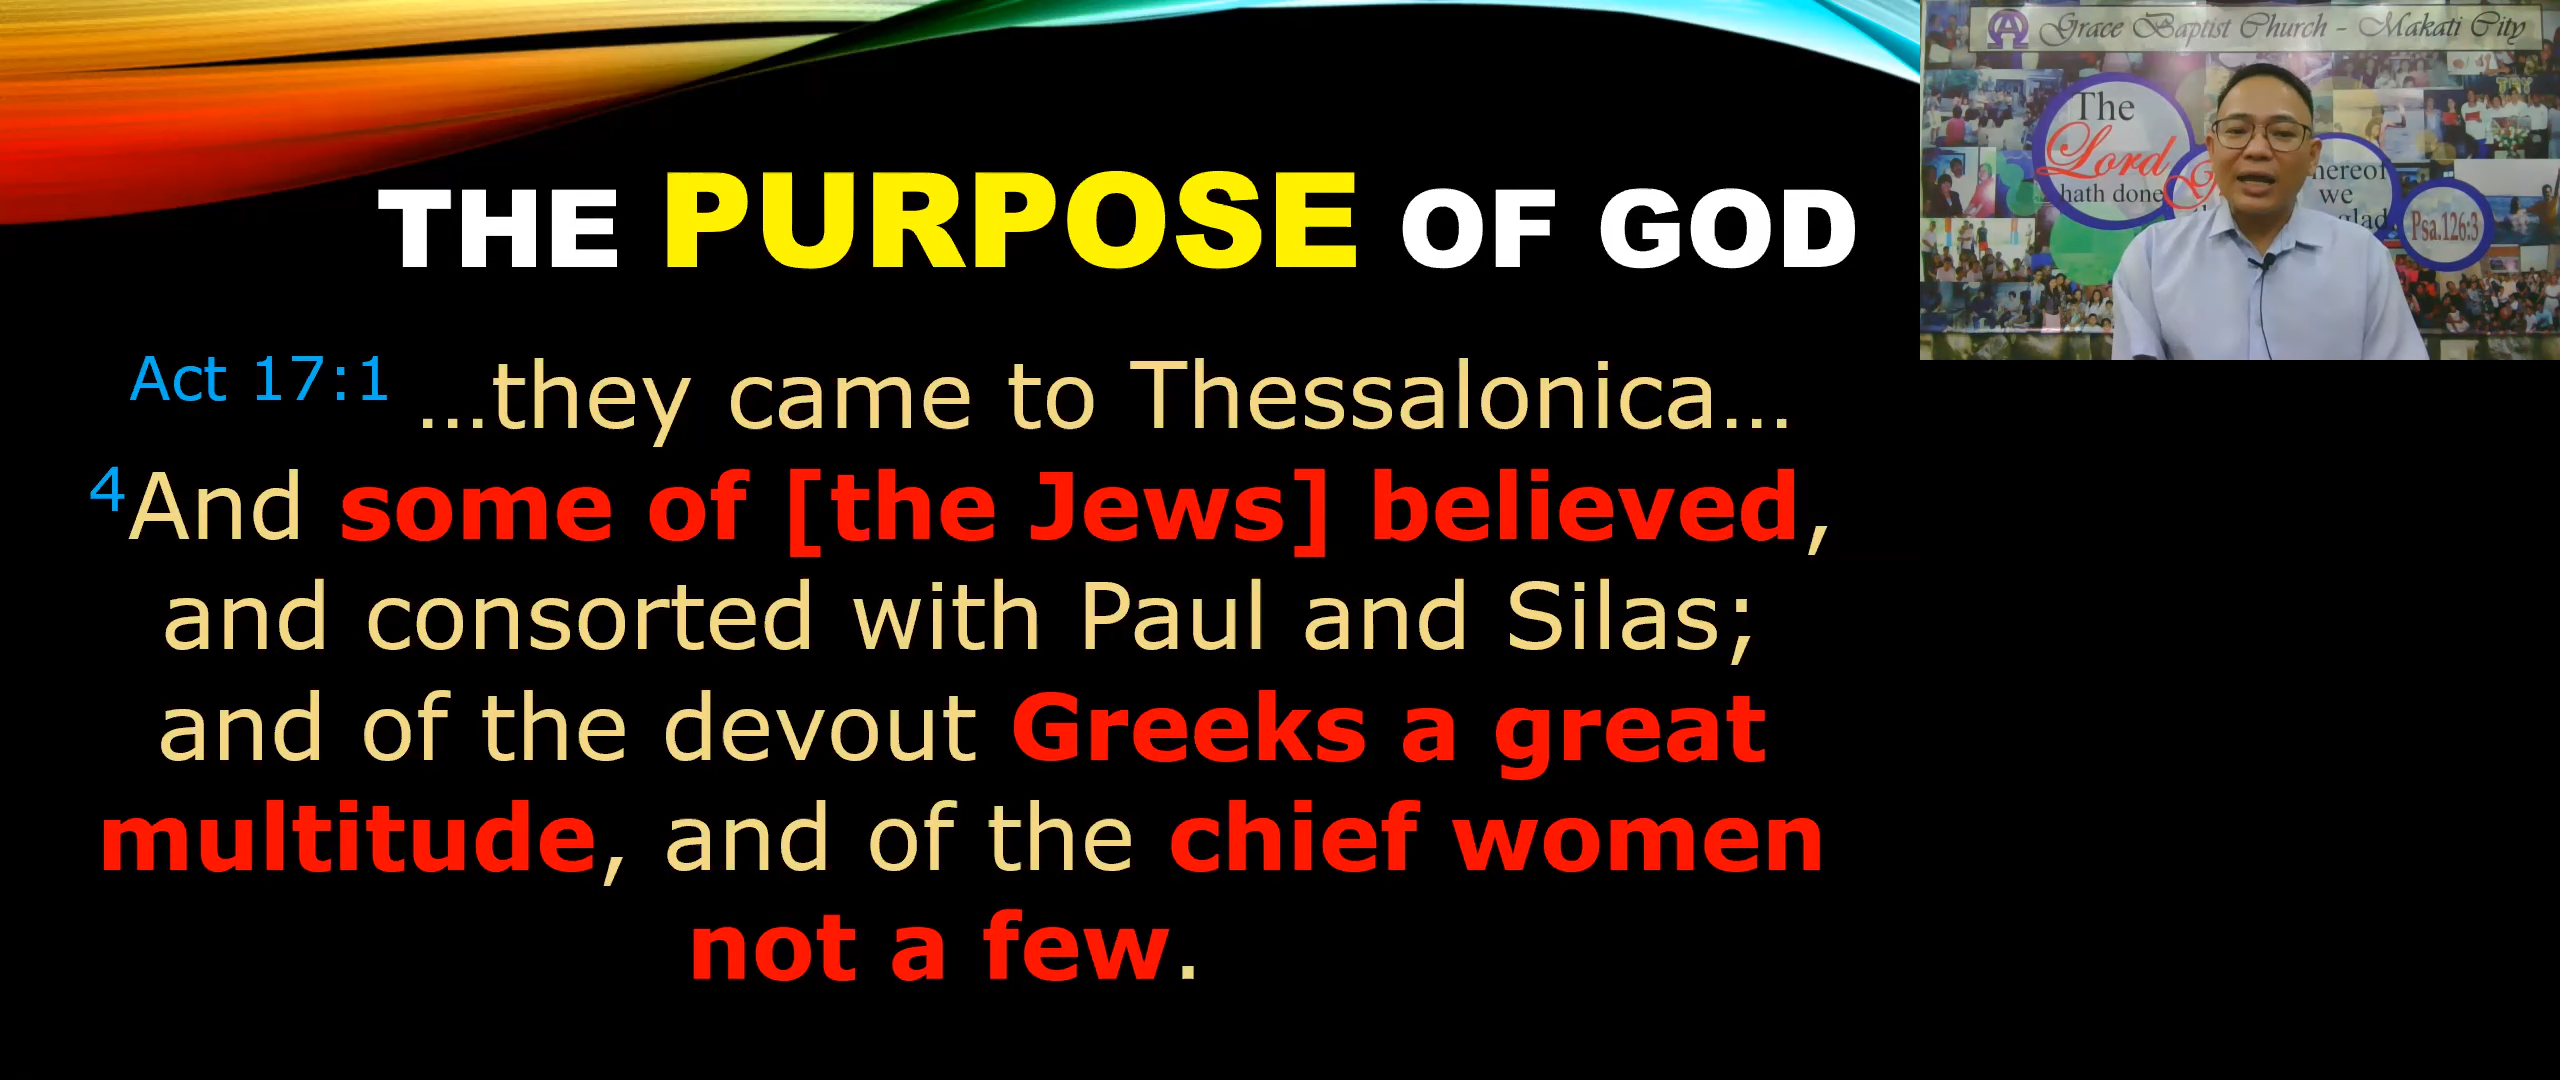 THE PURPOSE OF GOD
Act 17:1 …they came to Thessalonica…
4And some of [the Jews] believed,
and consorted with Paul and Silas;
and of the devout Greeks a great
multitude, and of the chief women
not a few.
Grace Baptist Church - Makati City
The
Lord
hath done
we
Psa.126:3